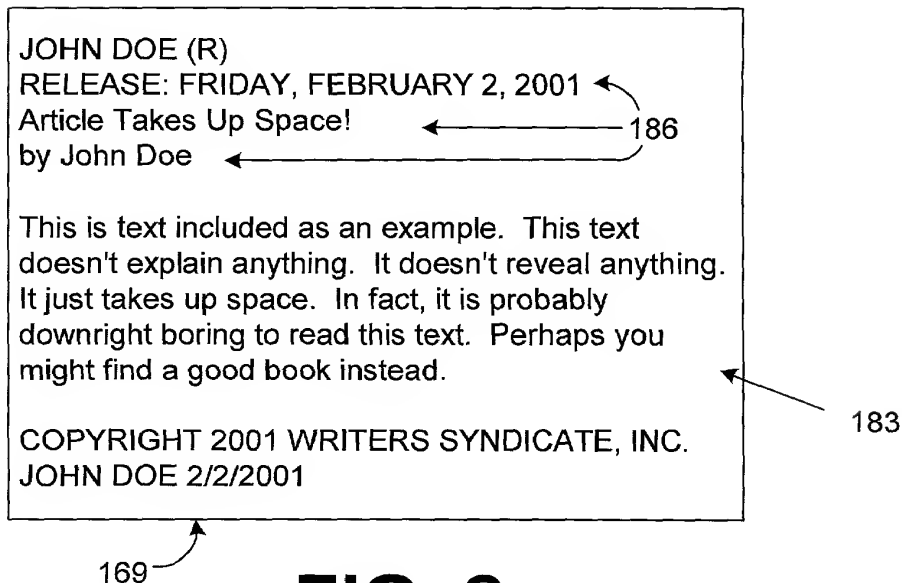 JOHN DOE (R)
RELEASE: FRIDAY, FEBRUARY 2, 2001
Article Takes Up Space!
186
by John Doe
This is text included as an example. This text
doesn't explain anything. It doesn't reveal anything.
It just takes up space. In fact, it is probably
downright boring to read this text. Perhaps you
might find a good book instead.
183
COPYRIGHT 2001 WRITERS SYNDICATE, INC.
JOHN DOE 2/2/2001
169